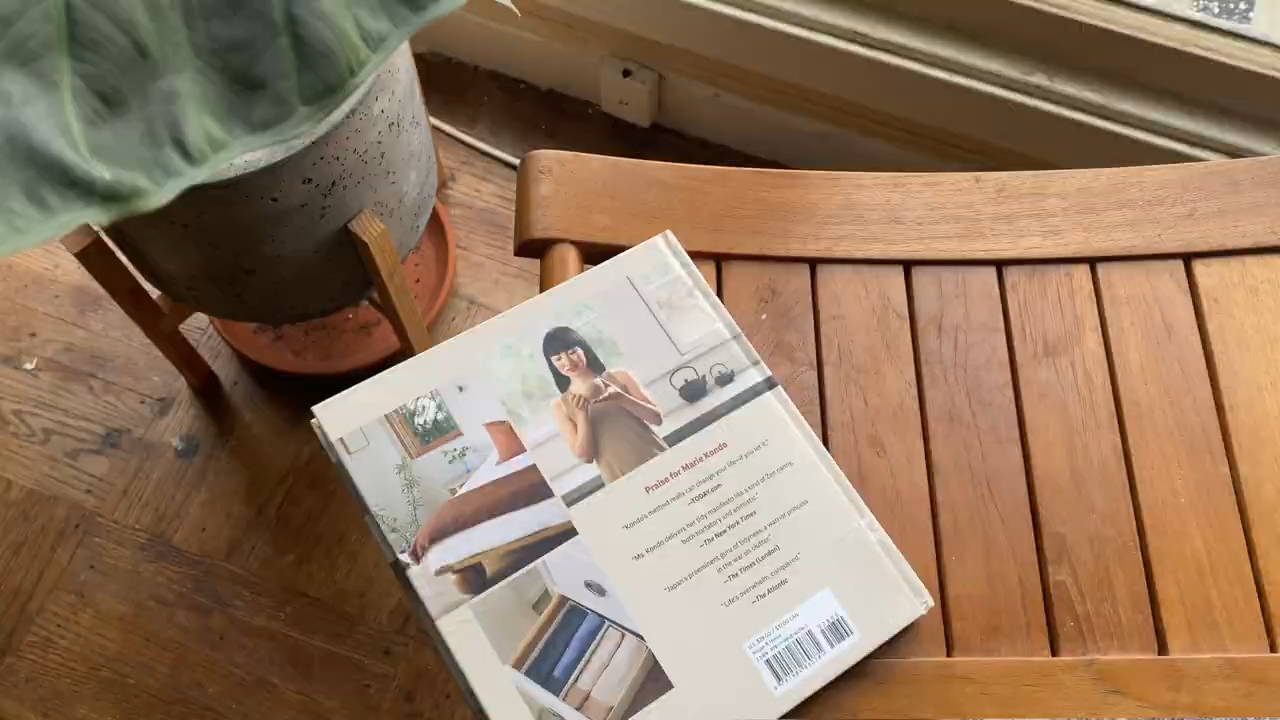 Praise for Marie Kondo
"Kondo's method really can change your life—if you let it."
—TODAY.com
"Ms. Kondo delivers her tidy manifesto like a kind of Zen nanny,
both hortatory and animistic."
—The New York Times
"Japan's preeminent guru of tidyness, a warrior princess
in the war on clutter."
—The Times (London)
"Life's overwhelm, conquered."
—The Atlantic